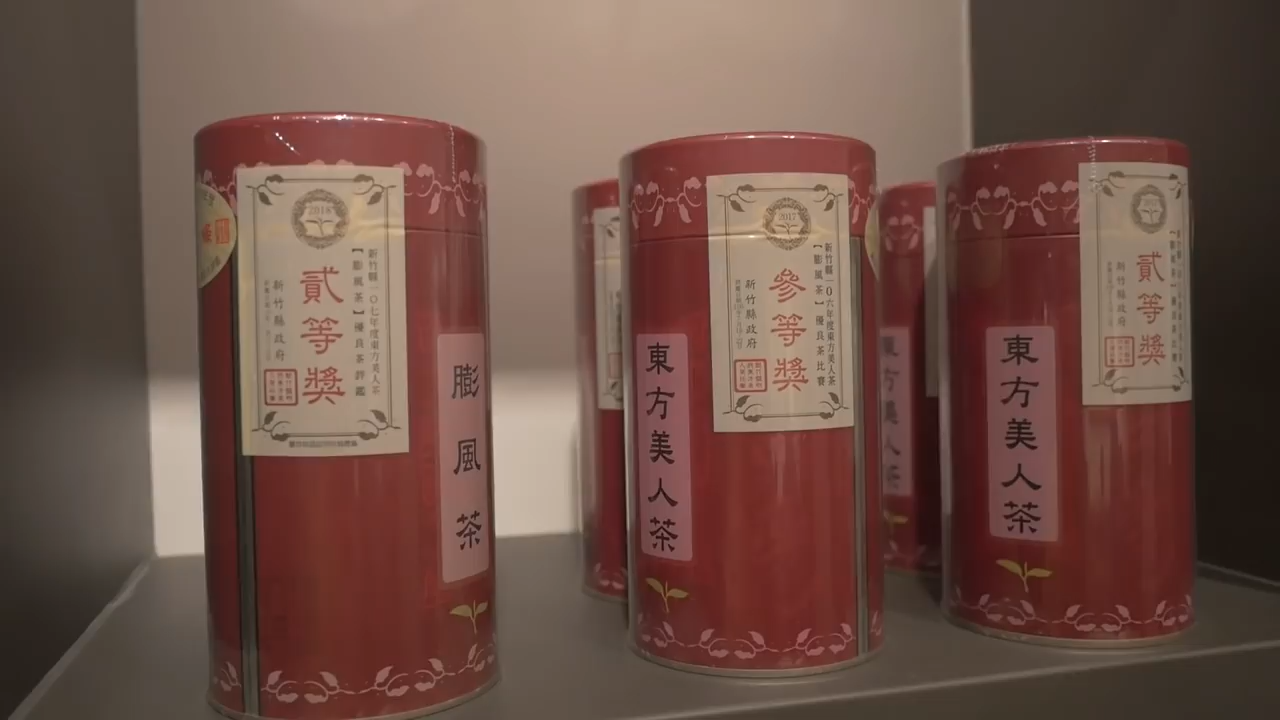 2018
新竹縣一〇七年度東方美人茶
【膨風茶】優良茶評鑑
貳等獎
新竹縣政府
膨風茶
2017
新竹縣一0六年度東方美人茶
【膨風茶】優良茶比賽
參等獎
新竹縣政府
東方美人茶
貳等獎
新竹縣政府
東方美人茶